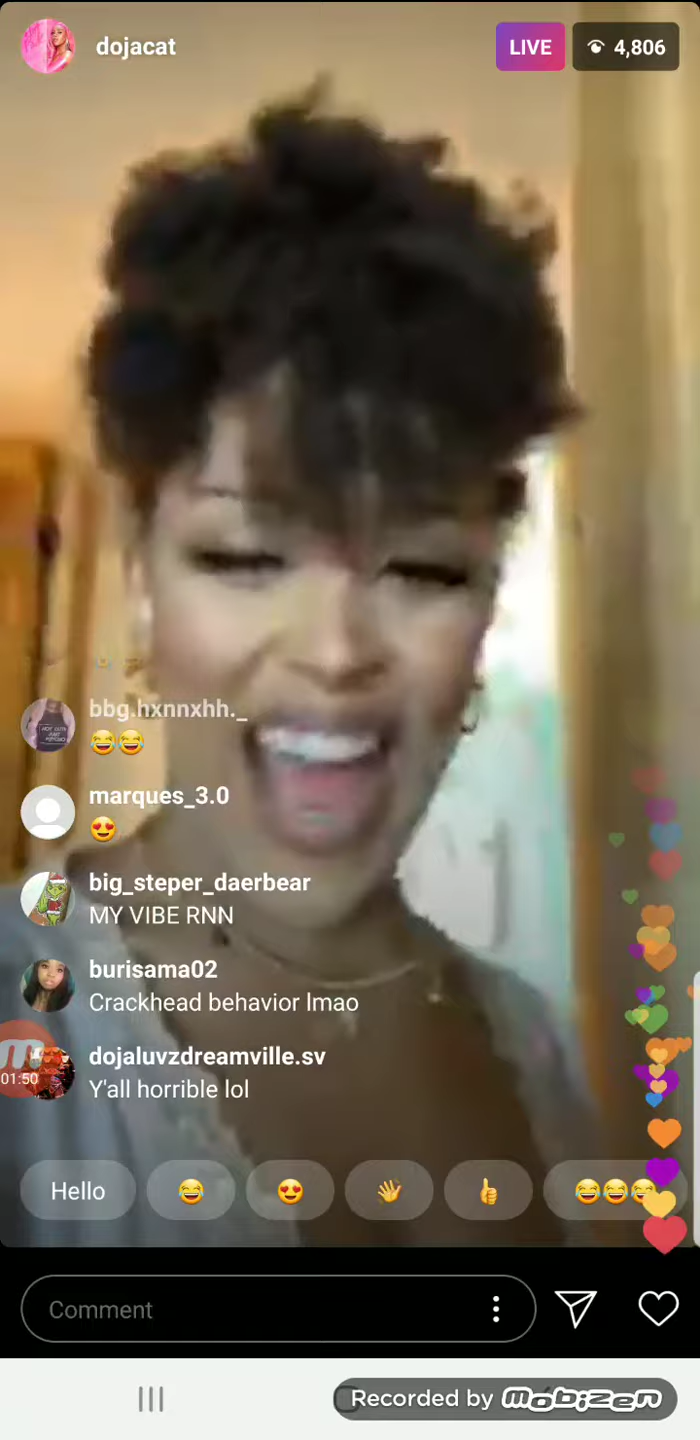 dojacat
LIVE
4,806
bbg.hxnnxhh._
😂😂
marques_3.0
😍
big_steper_daerbear
MY VIBE RNN
burisama02
Crackhead behavior lmao
dojaluvzdreamville.sv
01:50
Y'all horrible lol
Hello
Comment
Recorded by mobizen